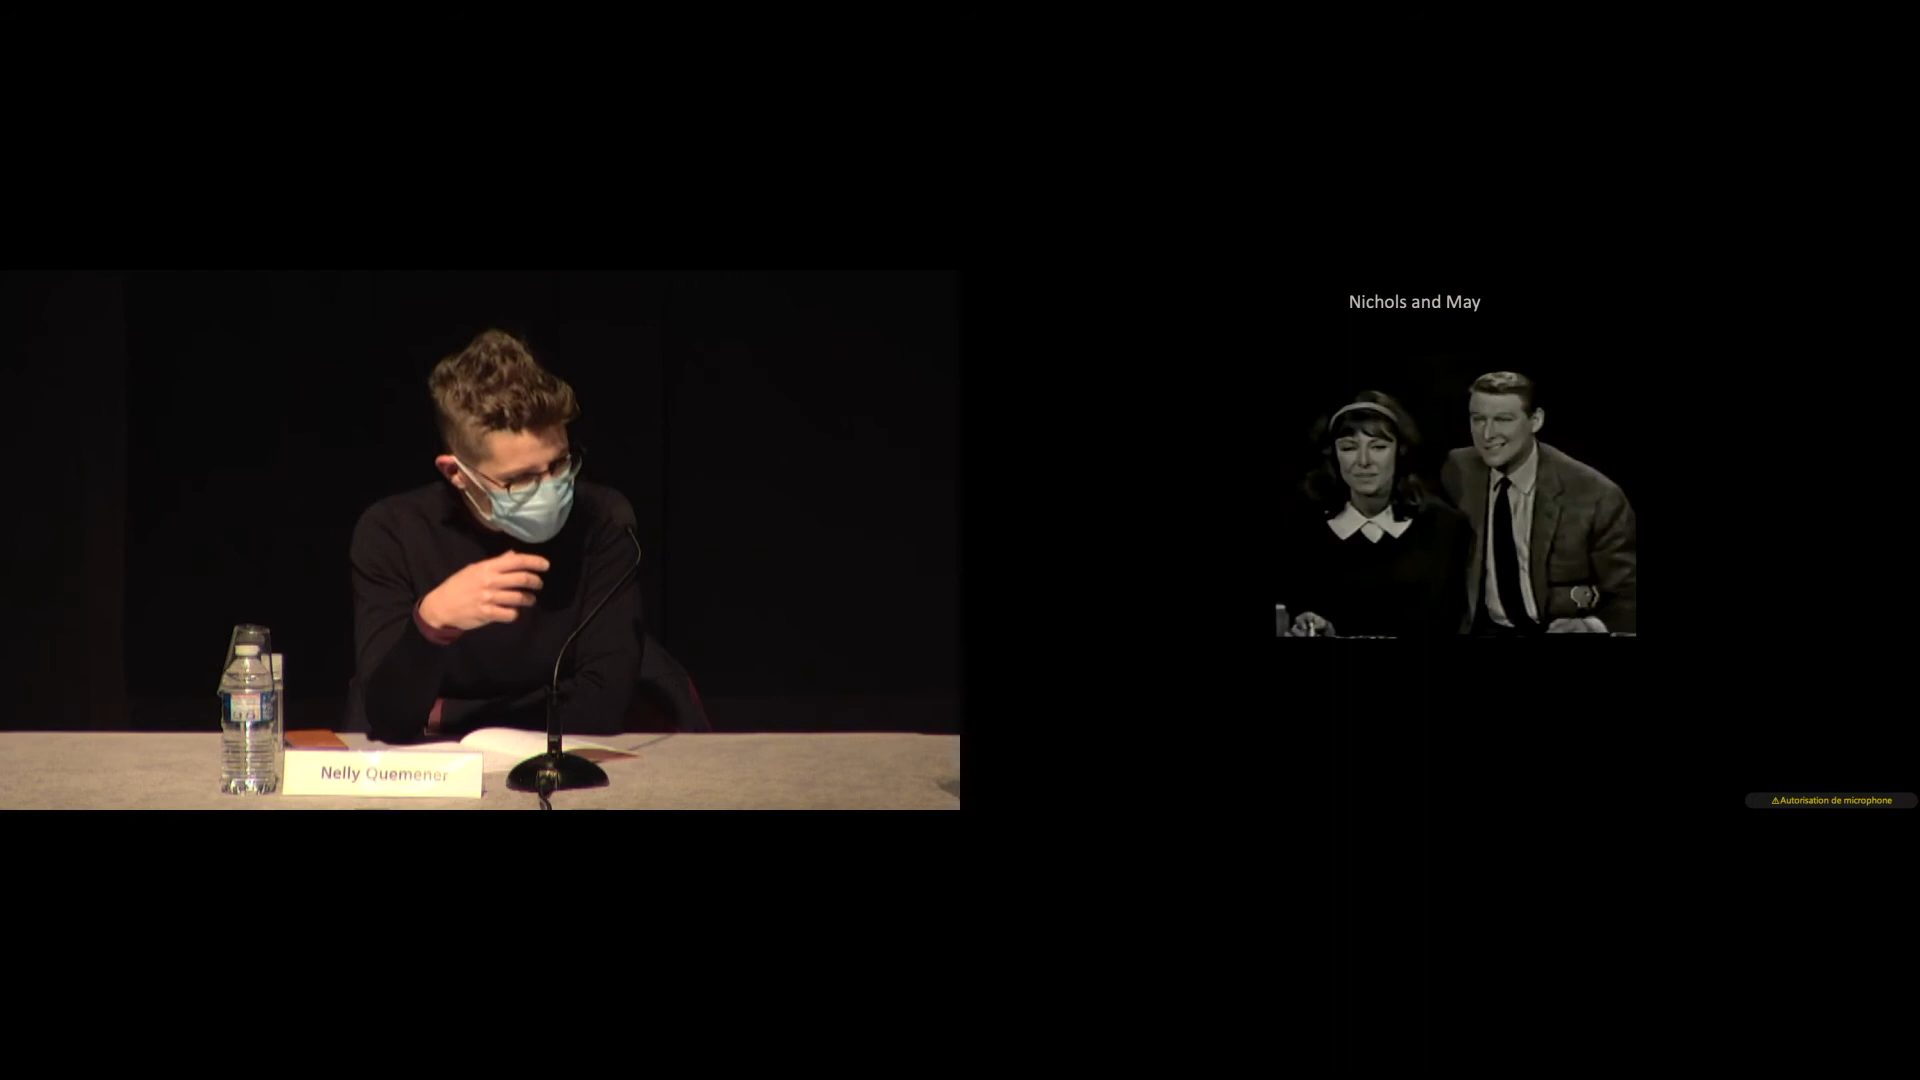 Nichols and May
Nelly Quemener
⚠Autorisation de microphone